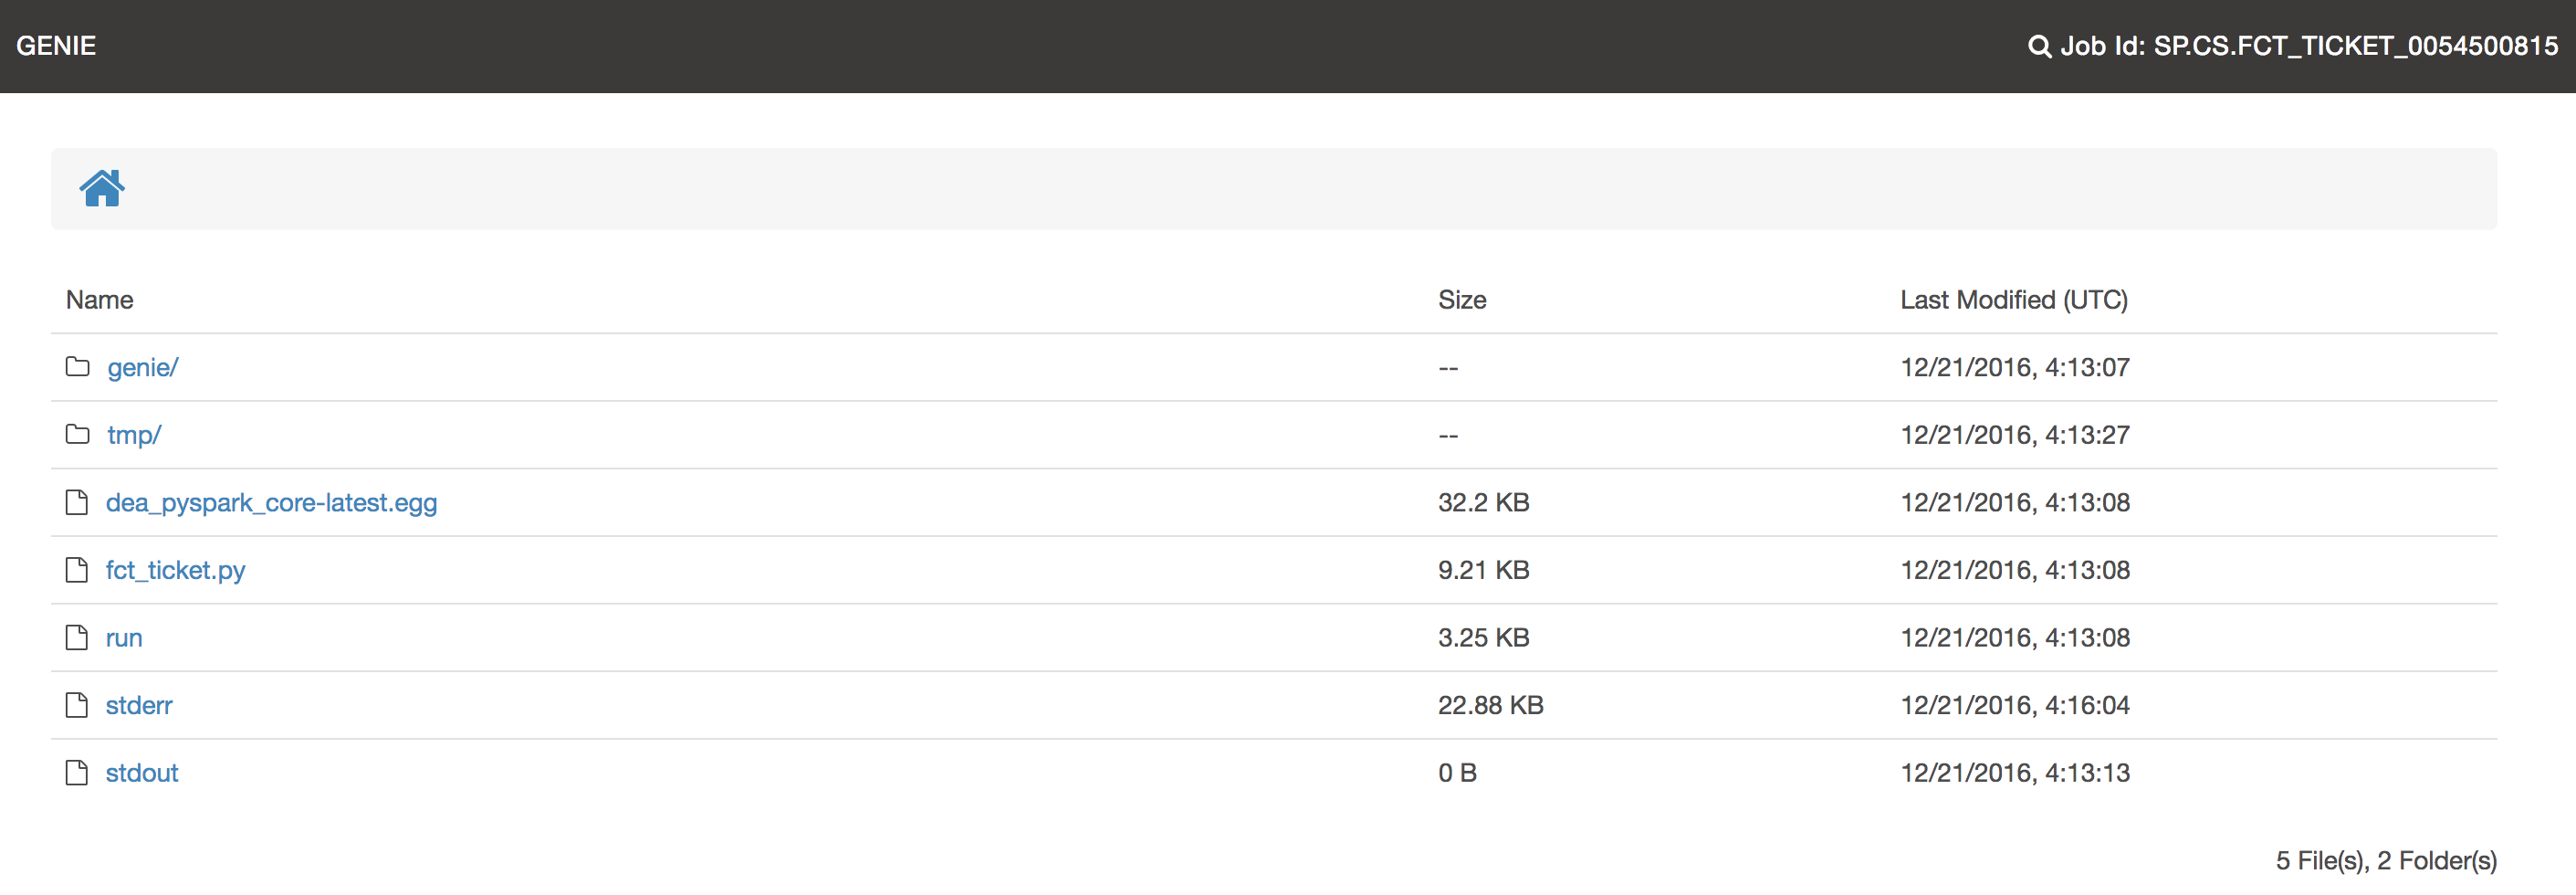 GENIE Job Id: SP.CS.FCT_TICKET_0054500815
Name Size Last Modified (UTC)
genie/ -- 12/21/2016, 4:13:07
tmp/ -- 12/21/2016, 4:13:27
dea_pyspark_core-latest.egg 32.2 KB 12/21/2016, 4:13:08
fct_ticket.py 9.21 KB 12/21/2016, 4:13:08
run 3.25 KB 12/21/2016, 4:13:08
stderr 22.88 KB 12/21/2016, 4:16:04
stdout 0 B 12/21/2016, 4:13:13
5 File(s), 2 Folder(s)